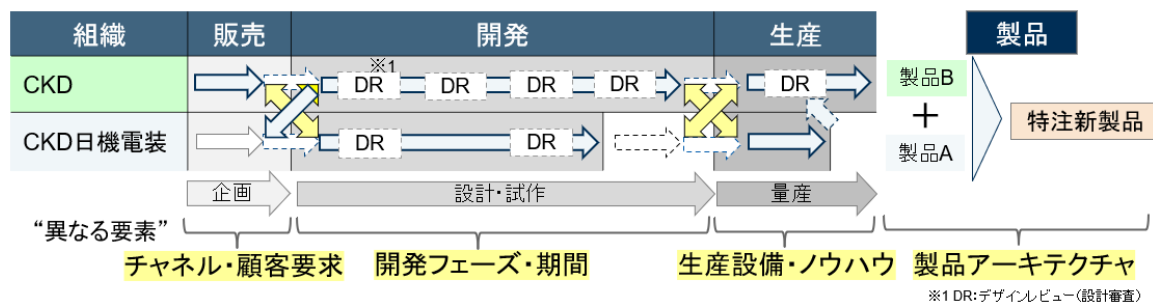 組織 販売 開発 生産 製品
CKD ※1 DR DR DR DR DR 製品B
+
CKD日機電装 DR DR 製品A
特注新製品
企画 設計・試作 量産
“異なる要素”
チャネル・顧客要求 開発フェーズ・期間 生産設備・ノウハウ 製品アーキテクチャ
※1 DR:デザインレビュー(設計審査)